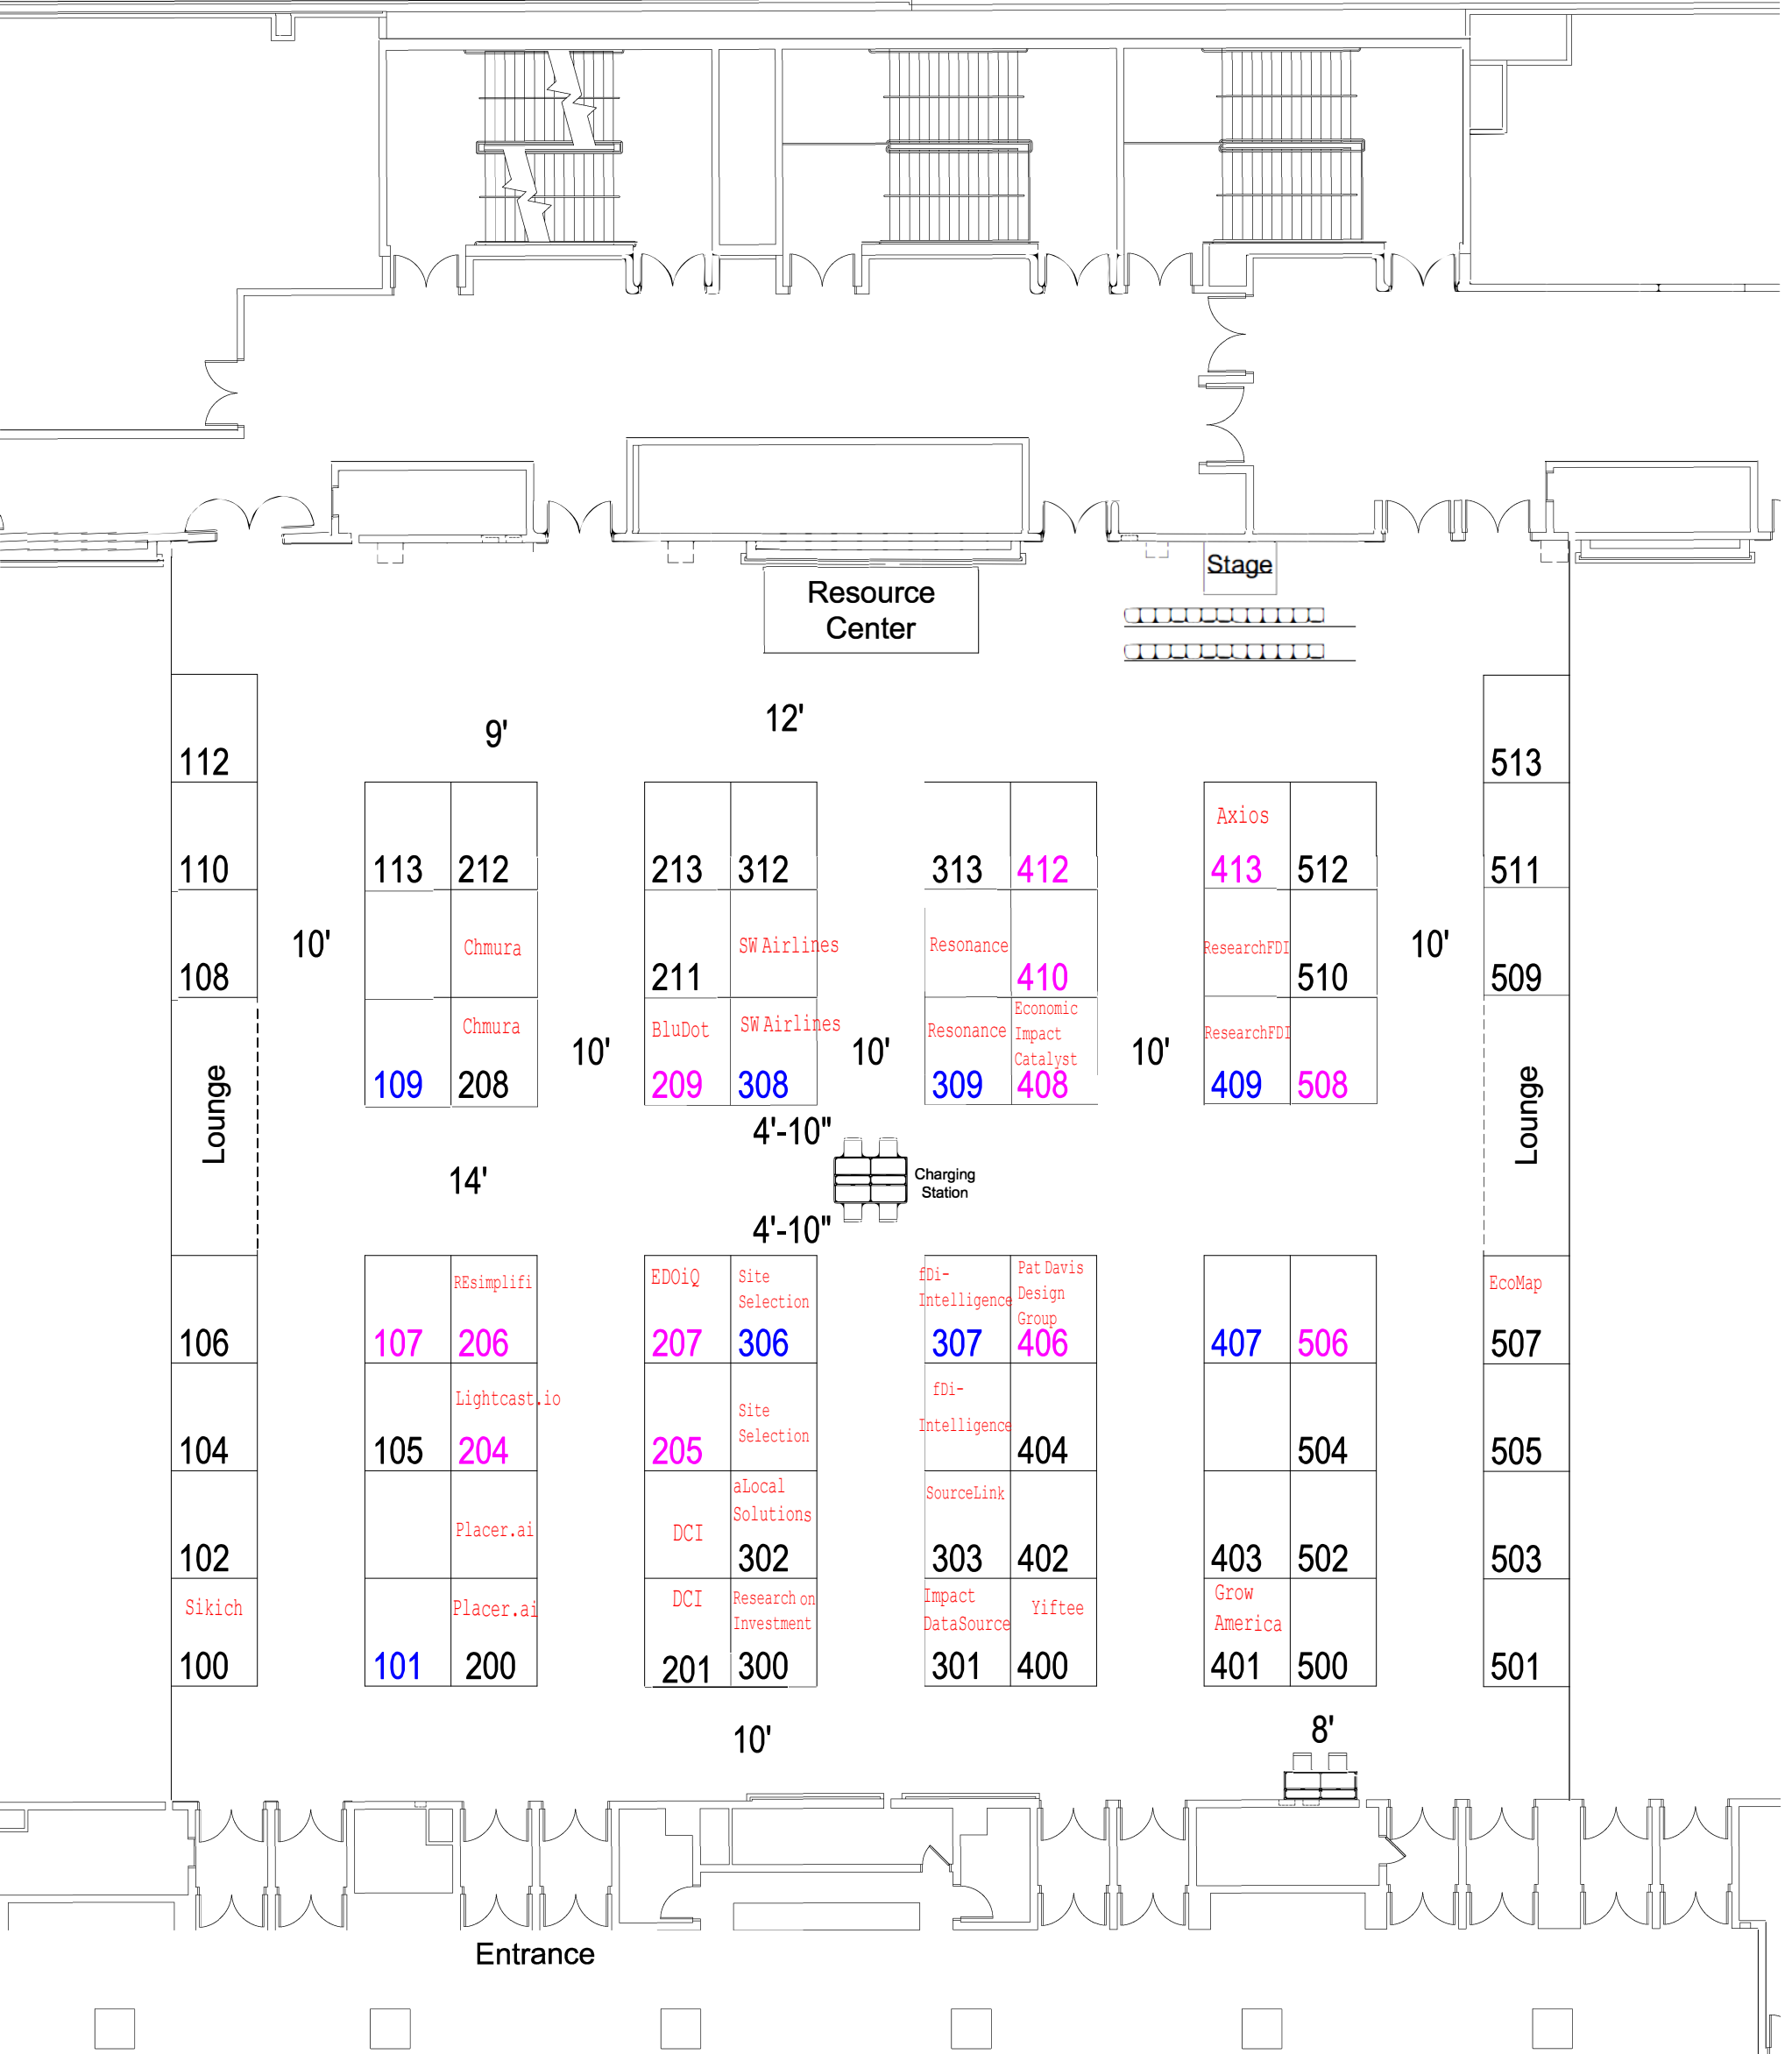 Stage
Resource
Center
9'
12'
112
513
Axios
110
113
212
213
312
313
412
413
512
511
10'
Chmura
SW Airlines
Resonance
ResearchFDI
10'
108
211
410
510
509
Chmura
BluDot
SW Airlines
Resonance
Economic
Impact
Catalyst
ResearchFDI
10'
10'
10'
109
208
209
308
309
408
409
508
Lounge
Lounge
4'-10"
14'
Charging
Station
4'-10"
REsimplifi
EDOiQ
Site
Selection
fDi-
Intelligence
Pat Davis
Design
Group
EcoMap
106
107
206
207
306
307
406
407
506
507
Lightcast.io
Site
Selection
fDi-
Intelligence
104
105
204
205
404
504
505
Placer.ai
DCI
aLocal
Solutions
SourceLink
102
302
303
402
403
502
503
Sikich
Placer.ai
DCI
Research on
Investment
Impact
DataSource
Yiftee
Grow
America
100
101
200
201
300
301
400
401
500
501
10'
8'
Entrance